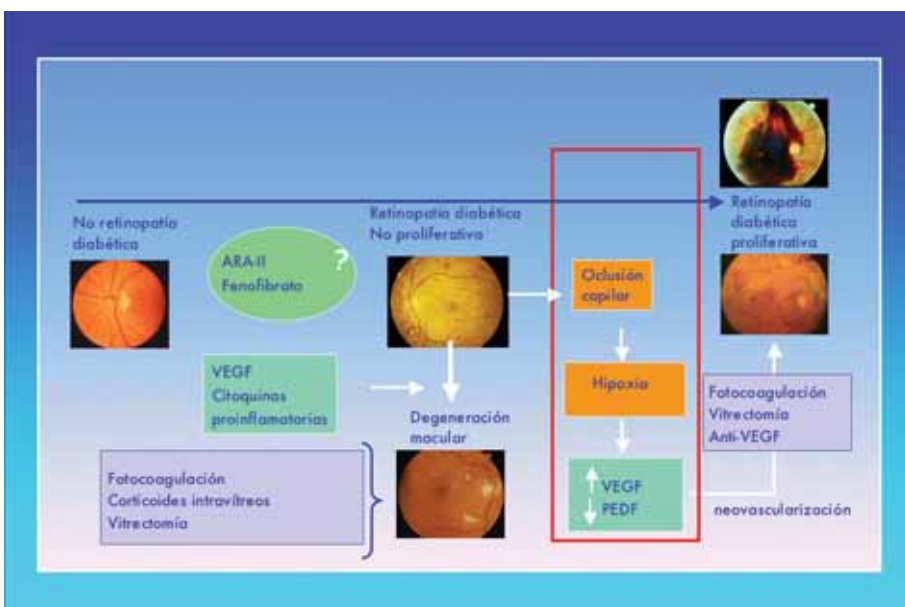 No retinopatía
diabética
ARA-II
Fenofibrato
?
Retinopatía diabética
No proliferativa
VEGF
Citoquinas
proinflamatorias
Degeneración
macular
Fotocoagulación
Corticoides intravítreos
Vitrectomía
Oclusión
capilar
Hipoxia
VEGF
PEDF
Retinopatía
diabética
proliferativa
Fotocoagulación
Vitrectomía
Anti-VEGF
neovascularización